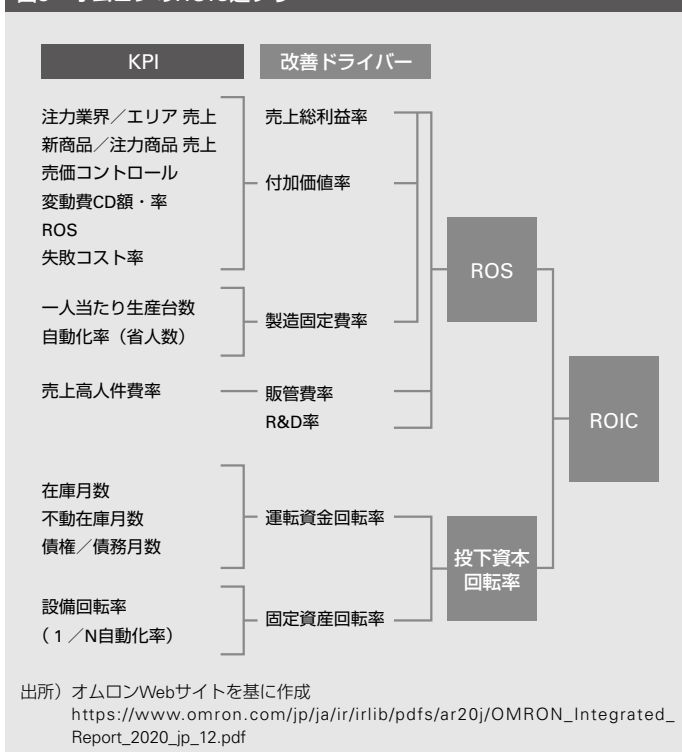 KPI
改善ドライバー
注力業界/エリア 売上
新商品/注力商品 売上
売価コントロール
変動費CD額・率
ROS
失敗コスト率
売上総利益率
付加価値率
一人当たり生産台数
自動化率(省人数)
製造固定費率
売上高人件費率
販管費率
R&D率
ROS
在庫月数
不動在庫月数
債権/債務月数
運転資金回転率
設備回転率
(1/N自動化率)
固定資産回転率
投下資本
回転率
ROIC
出所)オムロンWebサイトを基に作成
https://www.omron.com/jp/ja/ir/irlib/pdfs/ar20j/OMRON_Integrated_
Report_2020_jp_12.pdf